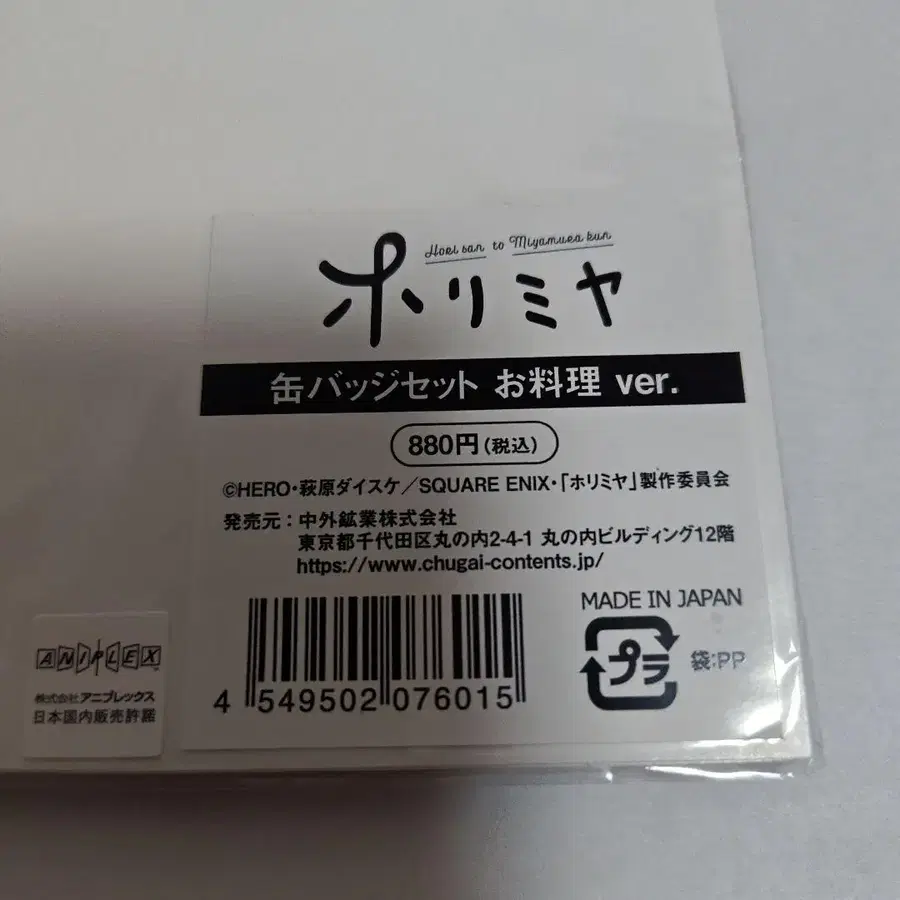 Hori san to Miyamura kun
ホリミヤ
缶バッジセット お料理 ver.
880円(税込)
©HERO・萩原ダイスケ／SQUARE ENIX・「ホリミヤ」製作委員会
発売元：中外鉱業株式会社
東京都千代田区丸の内2-4-1 丸の内ビルディング12階
https://www.chugai-contents.jp/
MADE IN JAPAN
プラ 袋:PP
4 549502 076015
ANIPLEX
株式会社アニプレックス
日本国内販売許諾